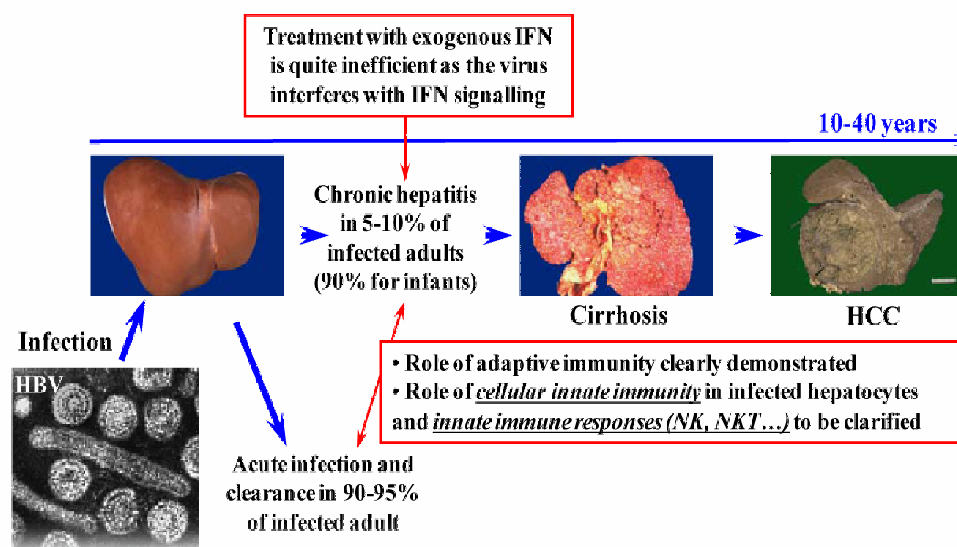 Treatment with exogenous IFN
is quite inefficient as the virus
interferes with IFN signalling
10-40 years
Chronic hepatitis
in 5-10% of
infected adults
(90% for infants)
Cirrhosis
HCC
Infection
HBV
• Role of adaptive immunity clearly demonstrated
• Role of cellular innate immunity in infected hepatocytes
and innate immune responses (NK, NKT…) to be clarified
Acute infection and
clearance in 90-95%
of infected adult